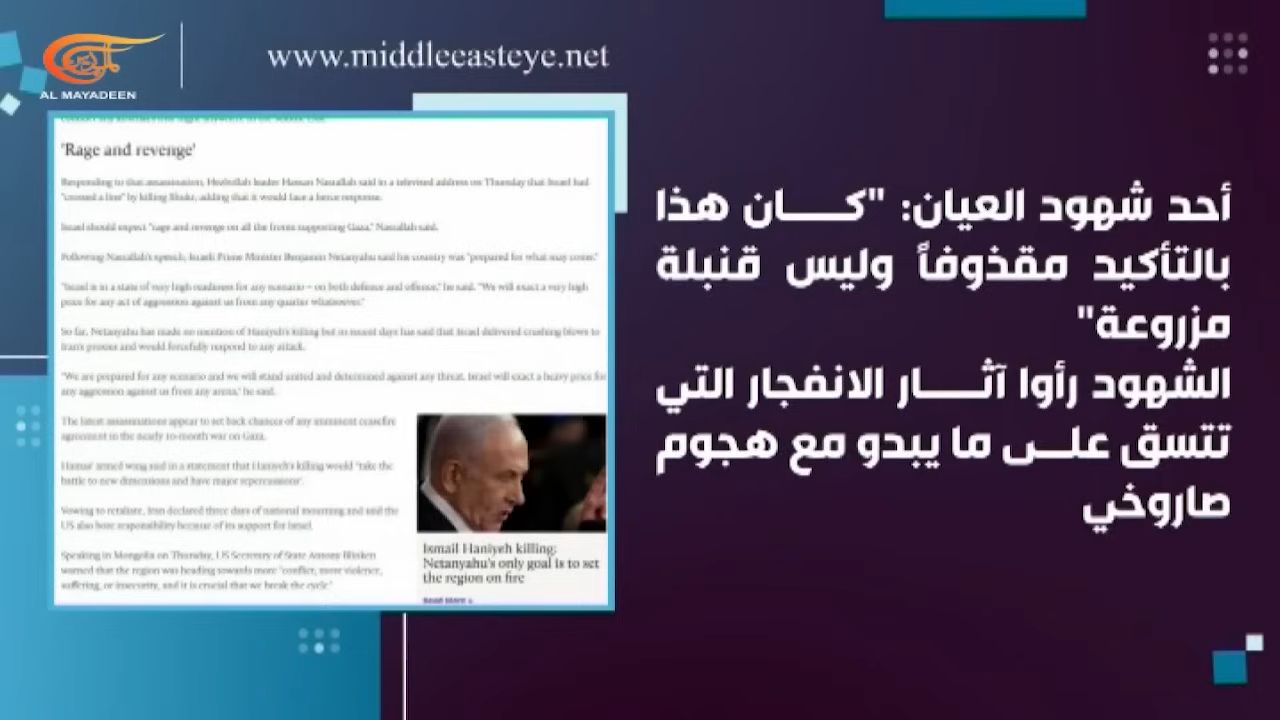 AL MAYADEEN
www.middleeasteye.net
'Rage and revenge'
Responding to that assassination, Hezbollah leader Hassan Nasrallah said in a televised address on Thursday that Israel had
"crossed a line" by killing Shukr, adding that it would face a fierce response.
Israel should expect "rage and revenge on all the fronts supporting Gaza," Nasrallah said.
Following Nasrallah's speech, Israeli Prime Minister Benjamin Netanyahu said his country was "prepared for what may come."
"Israel is in a state of very high readiness for any scenario – on both defence and offence," he said. "We will exact a very high
price for any act of aggression against us from any quarter whatsoever."
So far, Netanyahu has made no mention of Haniyeh's killing but in recent days has said that Israel delivered crushing blows to
Iran's proxies and would forcefully respond to any attack.
"We are prepared for any scenario and we will stand united and determined against any threat. Israel will exact a heavy price for
any aggression against us from any arena," he said.
The latest assassinations appear to set back chances of any imminent ceasefire
agreement in the nearly 10-month war on Gaza.
Hamas' armed wing said in a statement that Haniyeh's killing would "take the
battle to new dimensions and have major repercussions".
Vowing to retaliate, Iran declared three days of national mourning and said the
US also bore responsibility because of its support for Israel.
Speaking in Mongolia on Thursday, US Secretary of State Antony Blinken
warned that the region was heading towards more "conflict, more violence,
suffering, or insecurity, and it is crucial that we break the cycle."
Ismail Haniyeh killing:
Netanyahu's only goal is to set
the region on fire
Read More »
أحد شهود العيان: "كـــــان هذا
بالتأكيد مقذوفاً وليس قنبلة
مزروعة"
الشهود رأوا آثـــــار الانفجار التي
تتسق علـــى ما يبدو مع هجوم
صاروخي